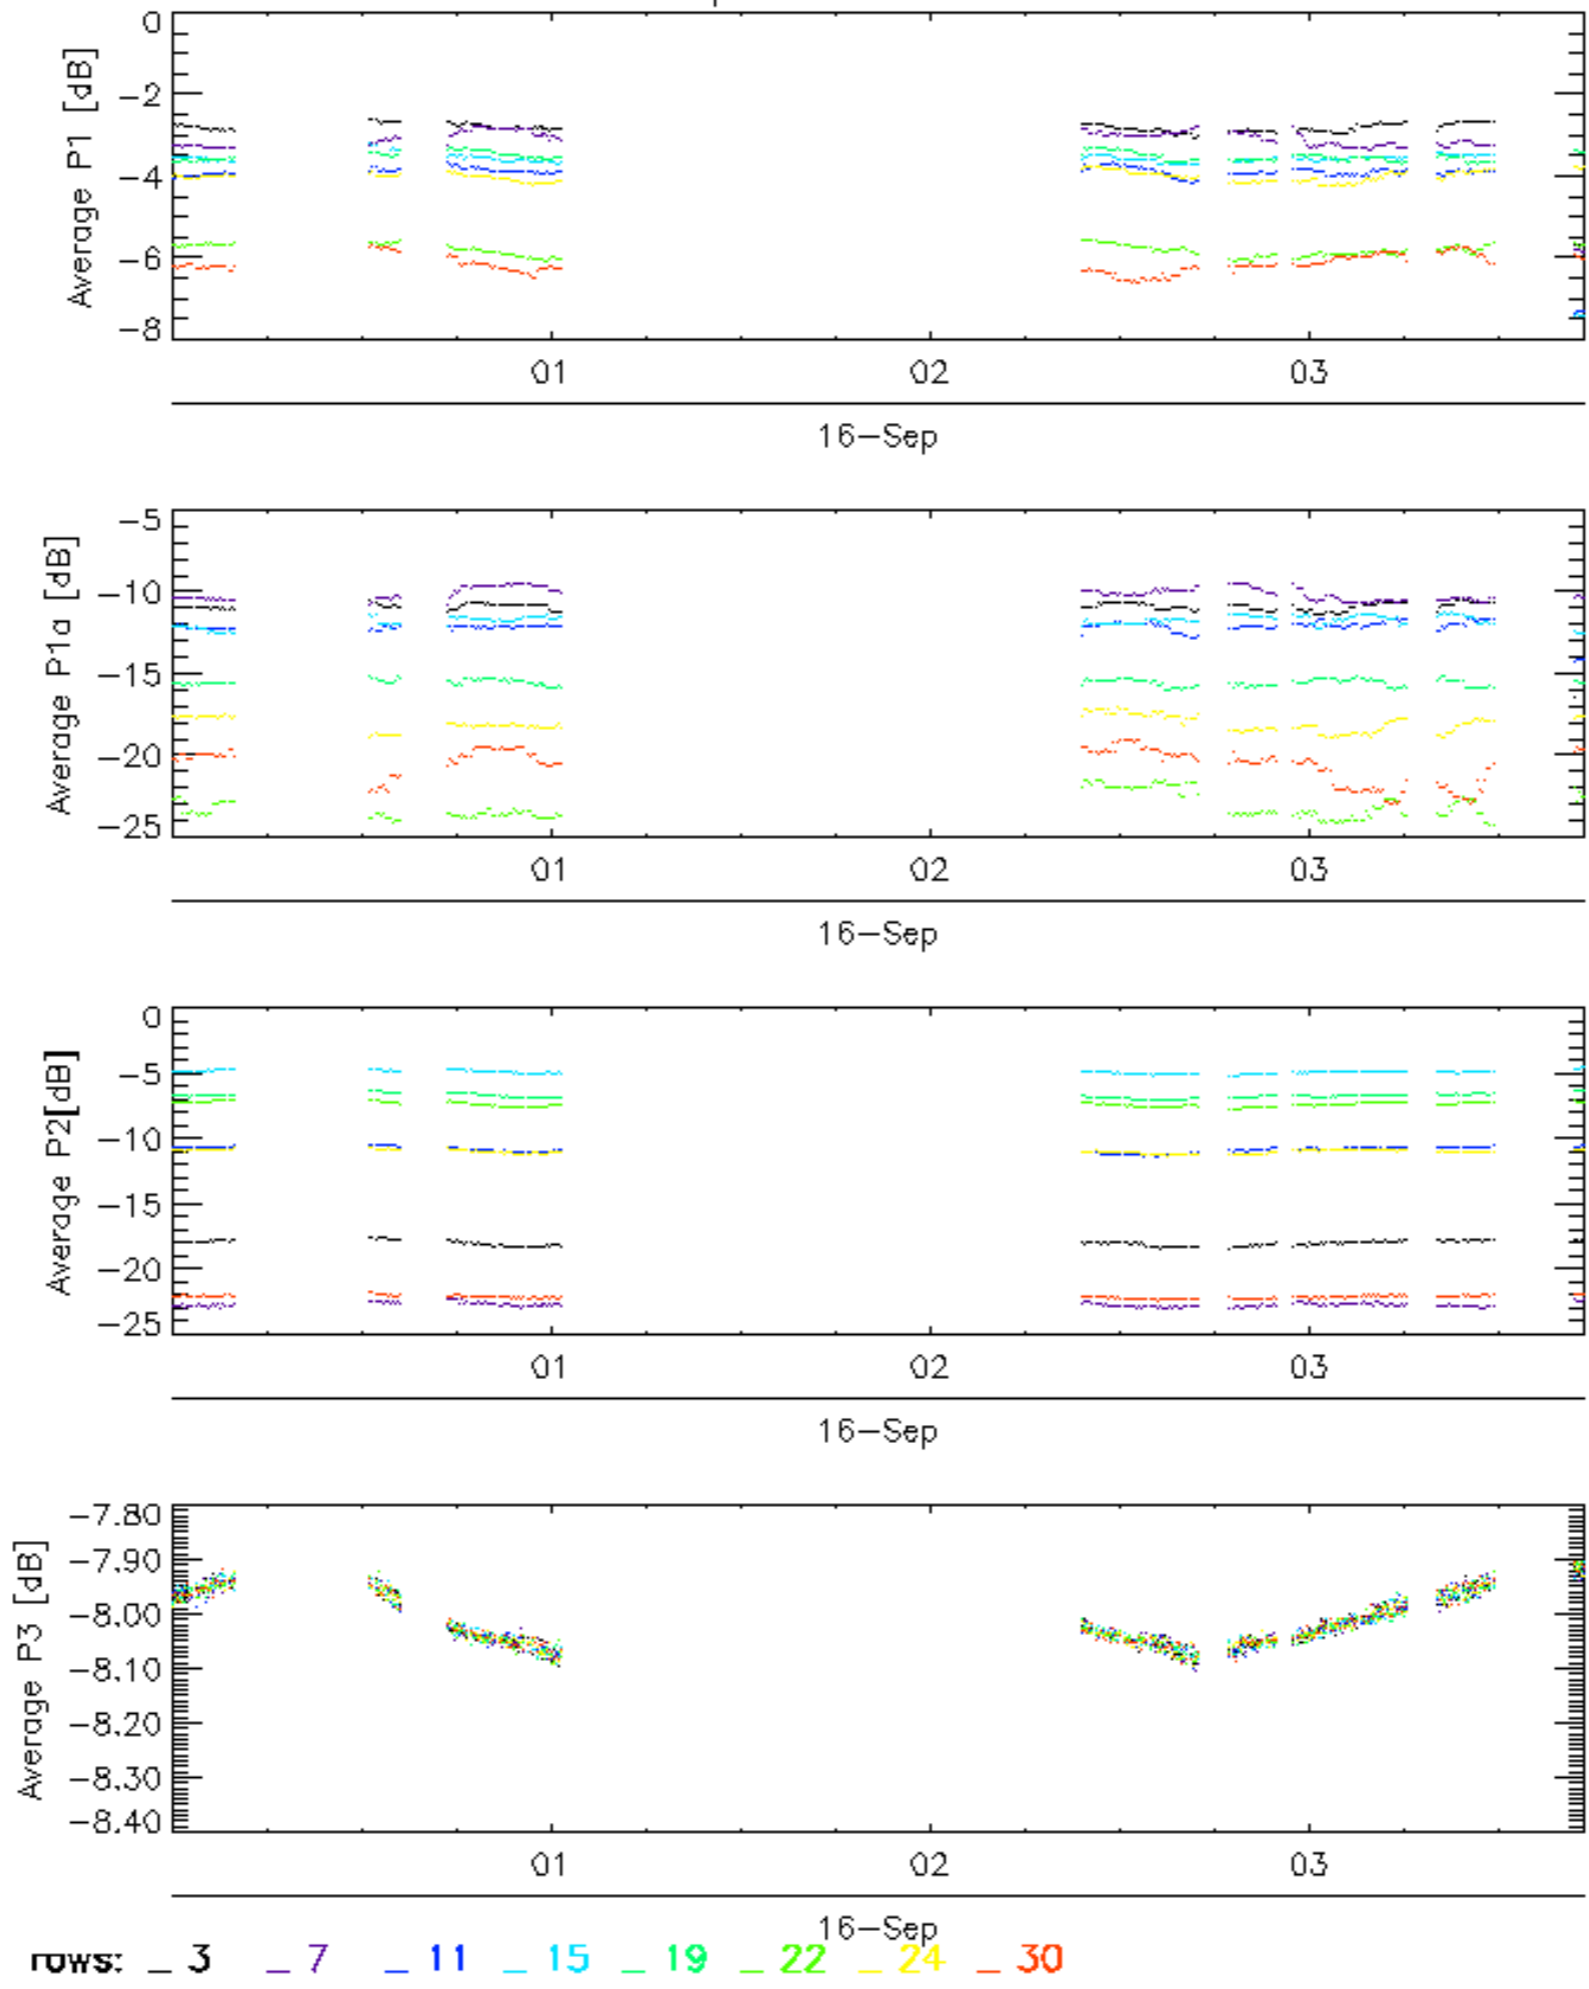 Average P1 [dB]
0
-2
-4
-6
-8
01 02 03
16-Sep
Average P1a [dB]
-5
-10
-15
-20
-25
01 02 03
16-Sep
Average P2[dB]
0
-5
-10
-15
-20
-25
01 02 03
16-Sep
Average P3 [dB]
-7.80
-7.90
-8.00
-8.10
-8.20
-8.30
-8.40
01 02 03
16-Sep
rows: _ 3 _ 7 _ 11 _ 15 _ 19 _ 22 _ 24 _ 30